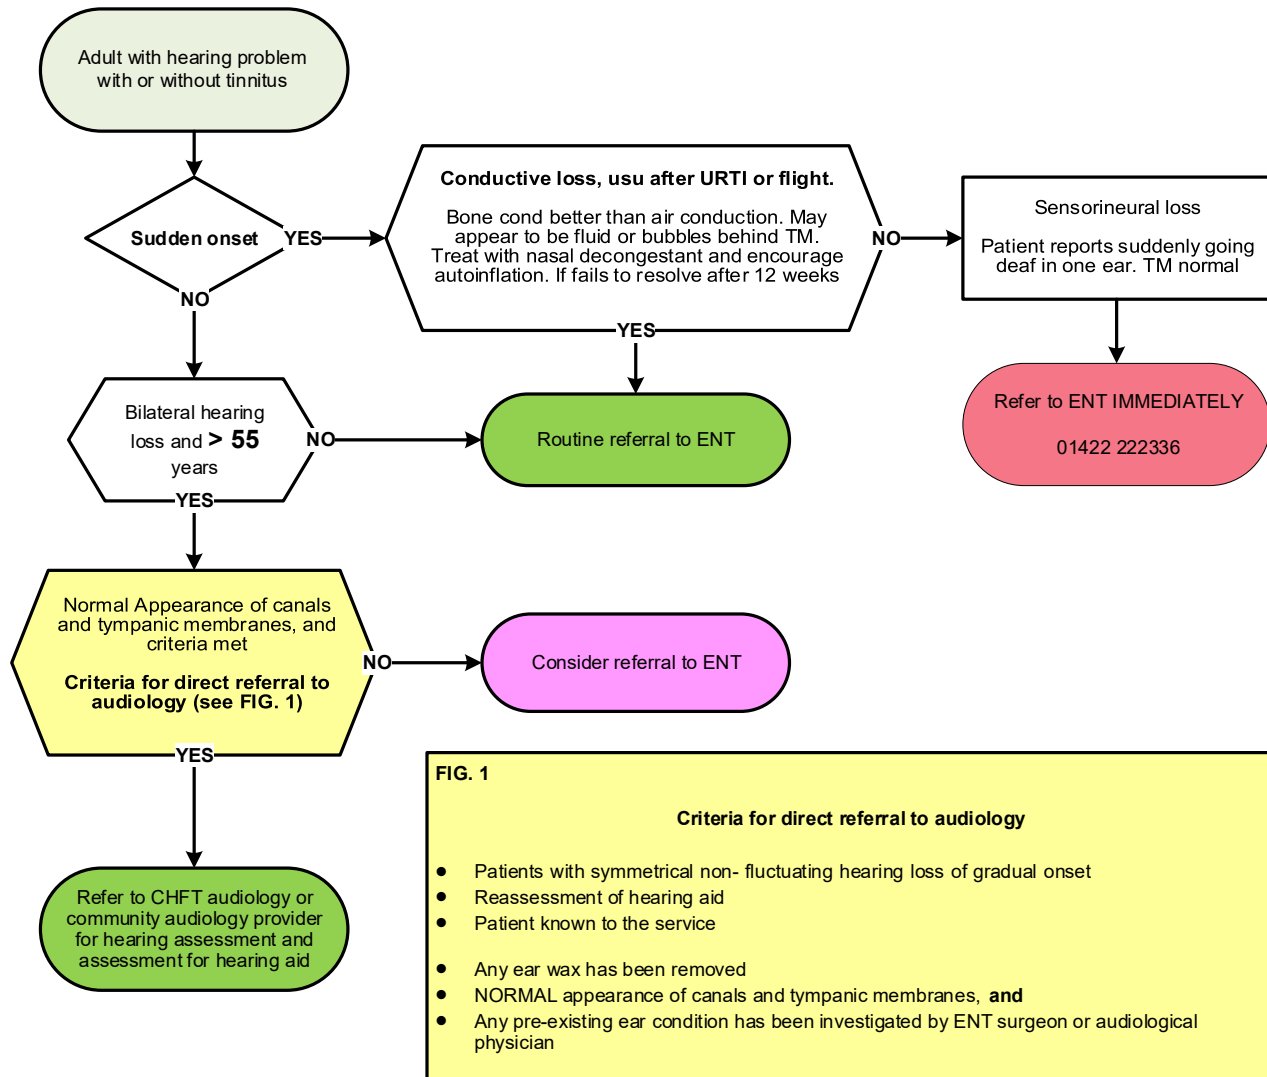 Adult with hearing problem
with or without tinnitus
Sudden onset
YES
NO
Conductive loss, usu after URTI or flight.
Bone cond better than air conduction. May
appear to be fluid or bubbles behind TM.
Treat with nasal decongestant and encourage
autoinflation. If fails to resolve after 12 weeks
NO
YES
Sensorineural loss
Patient reports suddenly going
deaf in one ear. TM normal
Refer to ENT IMMEDIATELY
01422 222336
Bilateral hearing
loss and > 55
years
NO
YES
Routine referral to ENT
Normal Appearance of canals
and tympanic membranes, and
criteria met
Criteria for direct referral to
audiology (see FIG. 1)
NO
YES
Consider referral to ENT
Refer to CHFT audiology or
community audiology provider
for hearing assessment and
assessment for hearing aid
FIG. 1
Criteria for direct referral to audiology
● Patients with symmetrical non- fluctuating hearing loss of gradual onset
● Reassessment of hearing aid
● Patient known to the service
● Any ear wax has been removed
● NORMAL appearance of canals and tympanic membranes, and
● Any pre-existing ear condition has been investigated by ENT surgeon or audiological
physician